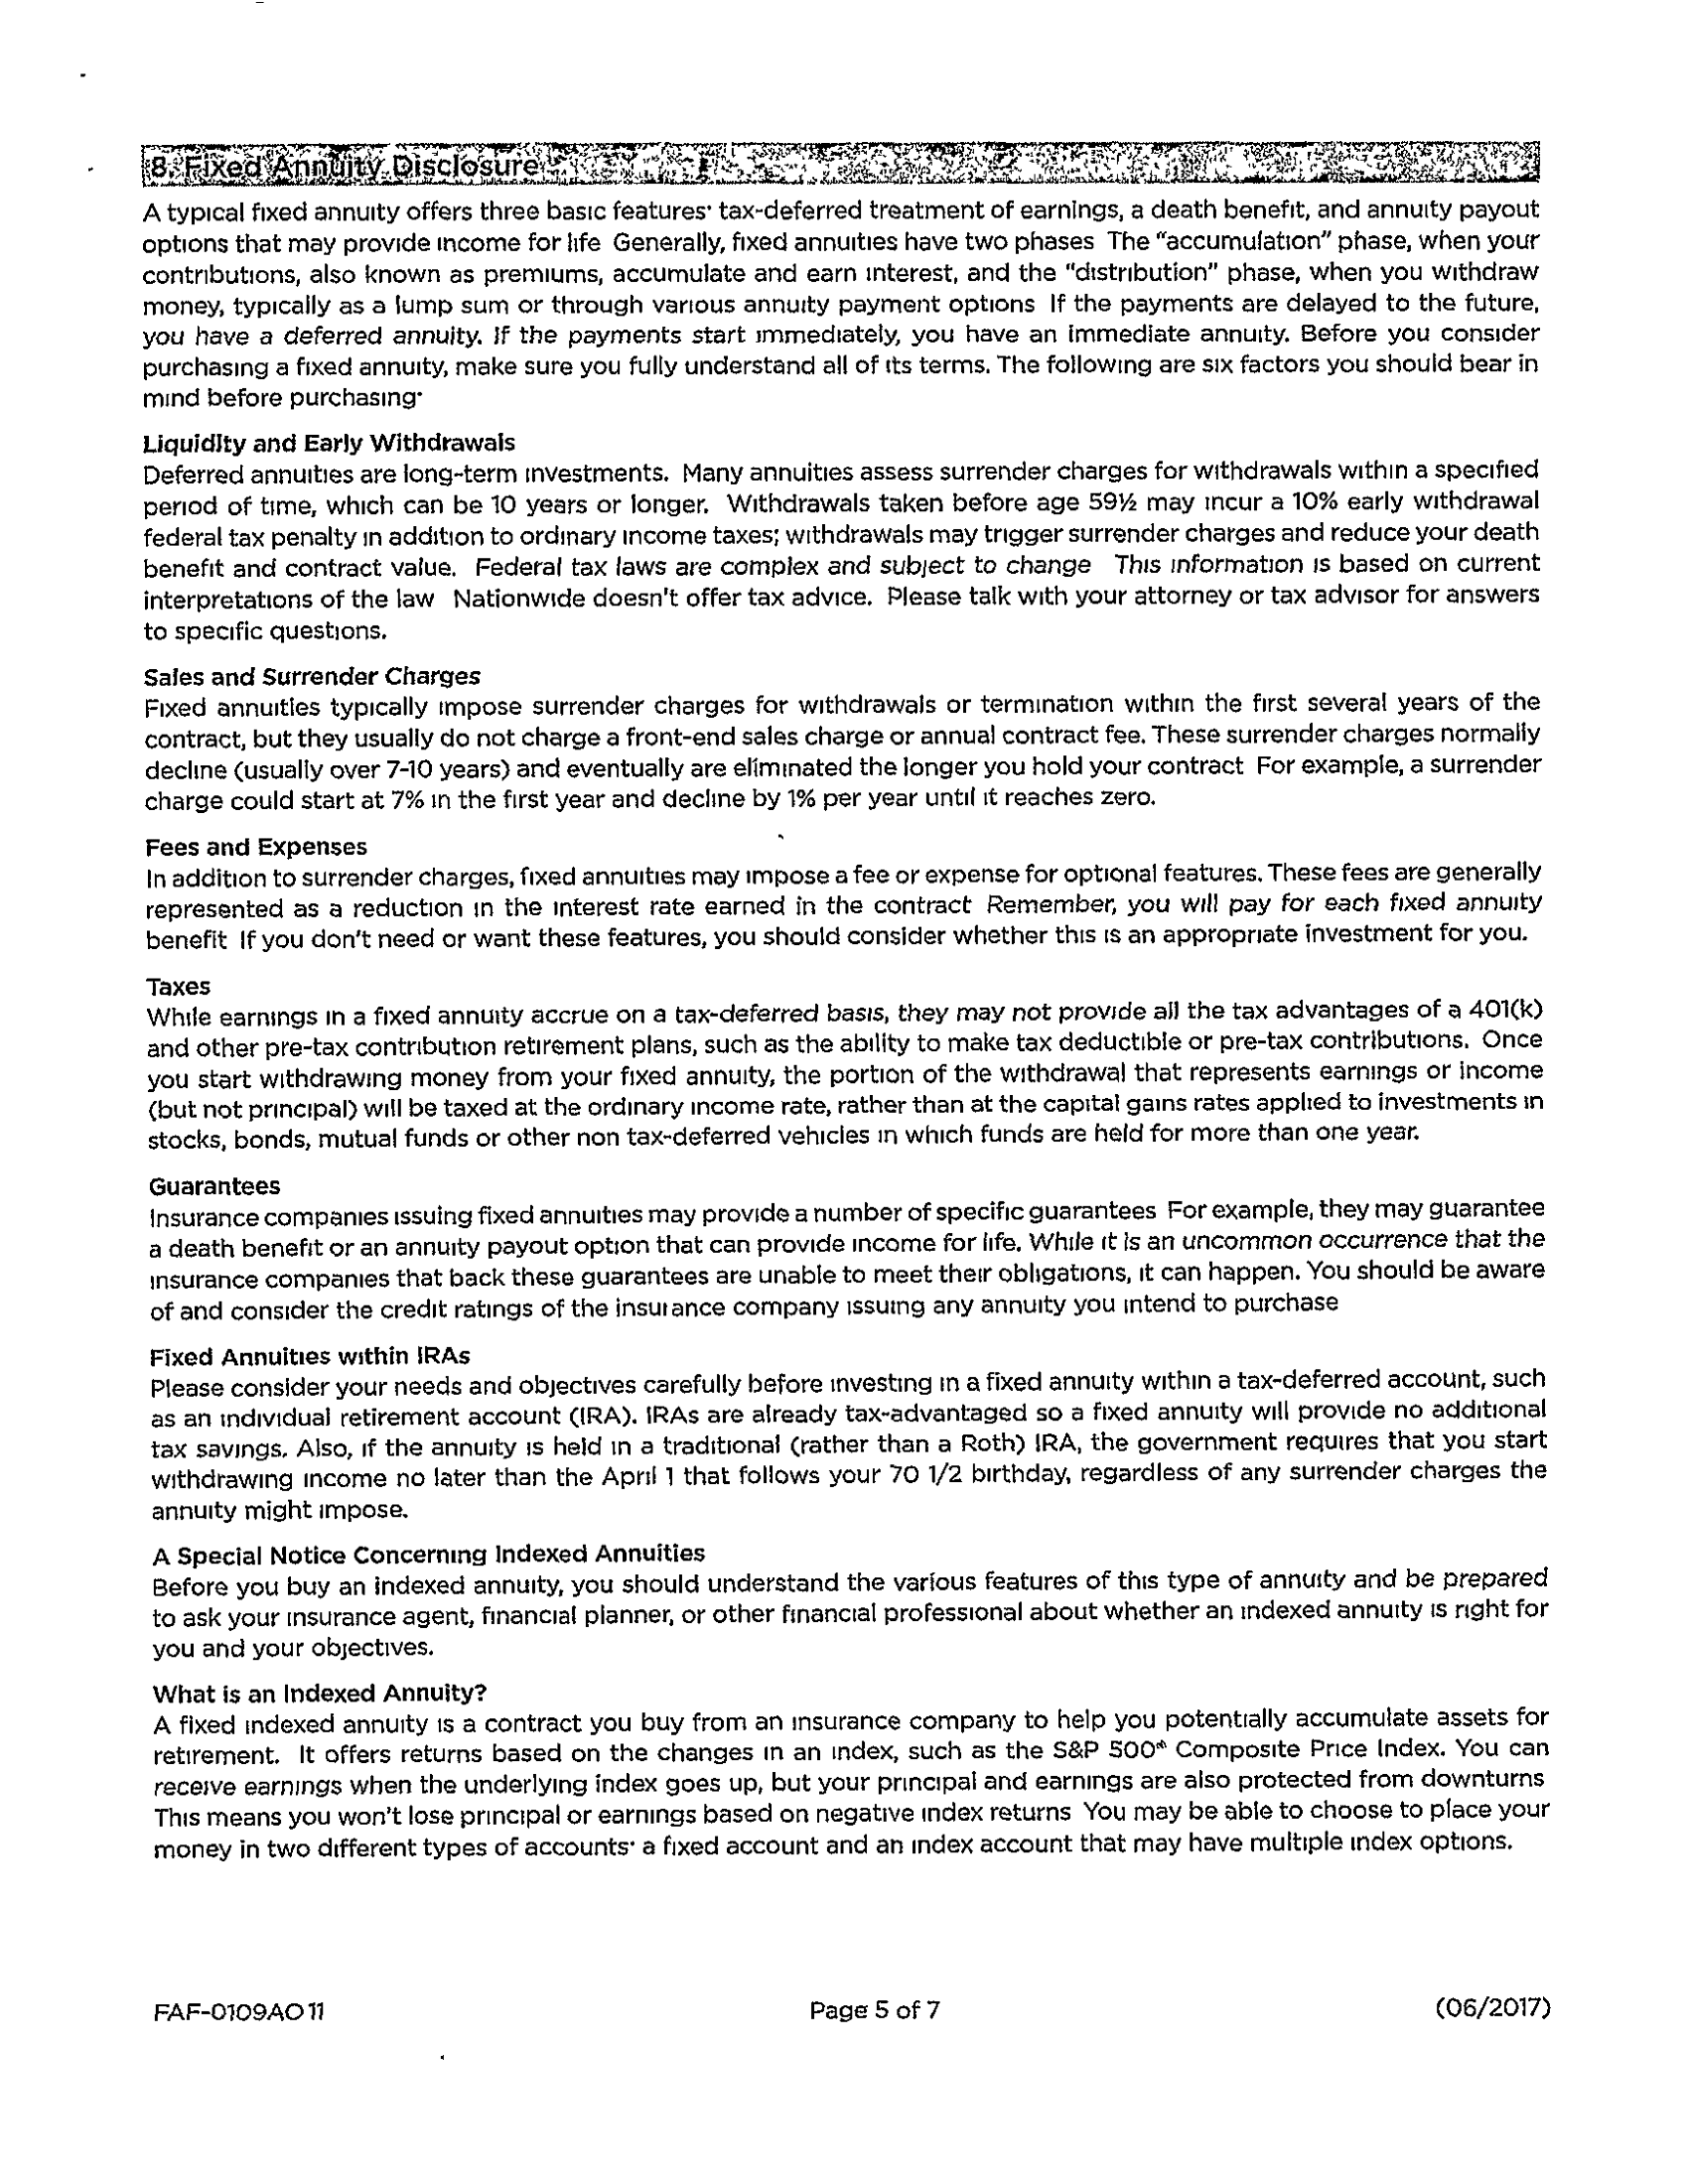 8. Fixed Annuity Disclosure
A typical fixed annuity offers three basic features: tax-deferred treatment of earnings, a death benefit, and annuity payout
options that may provide income for life Generally, fixed annuities have two phases The “accumulation” phase, when your
contributions, also known as premiums, accumulate and earn interest, and the “distribution” phase, when you withdraw
money, typically as a lump sum or through various annuity payment options If the payments are delayed to the future,
you have a deferred annuity. If the payments start immediately, you have an immediate annuity. Before you consider
purchasing a fixed annuity, make sure you fully understand all of its terms. The following are six factors you should bear in
mind before purchasing:
Liquidity and Early Withdrawals
Deferred annuities are long-term investments. Many annuities assess surrender charges for withdrawals within a specified
period of time, which can be 10 years or longer. Withdrawals taken before age 59½ may incur a 10% early withdrawal
federal tax penalty in addition to ordinary income taxes; withdrawals may trigger surrender charges and reduce your death
benefit and contract value. Federal tax laws are complex and subject to change This information is based on current
interpretations of the law Nationwide doesn't offer tax advice. Please talk with your attorney or tax advisor for answers
to specific questions.
Sales and Surrender Charges
Fixed annuities typically impose surrender charges for withdrawals or termination within the first several years of the
contract, but they usually do not charge a front-end sales charge or annual contract fee. These surrender charges normally
decline (usually over 7-10 years) and eventually are eliminated the longer you hold your contract For example, a surrender
charge could start at 7% in the first year and decline by 1% per year until it reaches zero.
Fees and Expenses
In addition to surrender charges, fixed annuities may impose a fee or expense for optional features. These fees are generally
represented as a reduction in the interest rate earned in the contract Remember, you will pay for each fixed annuity
benefit If you don't need or want these features, you should consider whether this is an appropriate investment for you.
Taxes
While earnings in a fixed annuity accrue on a tax-deferred basis, they may not provide all the tax advantages of a 401(k)
and other pre-tax contribution retirement plans, such as the ability to make tax deductible or pre-tax contributions. Once
you start withdrawing money from your fixed annuity, the portion of the withdrawal that represents earnings or income
(but not principal) will be taxed at the ordinary income rate, rather than at the capital gains rates applied to investments in
stocks, bonds, mutual funds or other non tax-deferred vehicles in which funds are held for more than one year.
Guarantees
Insurance companies issuing fixed annuities may provide a number of specific guarantees For example, they may guarantee
a death benefit or an annuity payout option that can provide income for life. While it is an uncommon occurrence that the
insurance companies that back these guarantees are unable to meet their obligations, it can happen. You should be aware
of and consider the credit ratings of the insurance company issuing any annuity you intend to purchase
Fixed Annuities within IRAs
Please consider your needs and objectives carefully before investing in a fixed annuity within a tax-deferred account, such
as an individual retirement account (IRA). IRAs are already tax-advantaged so a fixed annuity will provide no additional
tax savings. Also, if the annuity is held in a traditional (rather than a Roth) IRA, the government requires that you start
withdrawing income no later than the April 1 that follows your 70 1/2 birthday, regardless of any surrender charges the
annuity might impose.
A Special Notice Concerning Indexed Annuities
Before you buy an indexed annuity, you should understand the various features of this type of annuity and be prepared
to ask your insurance agent, financial planner, or other financial professional about whether an indexed annuity is right for
you and your objectives.
What is an Indexed Annuity?
A fixed indexed annuity is a contract you buy from an insurance company to help you potentially accumulate assets for
retirement. It offers returns based on the changes in an index, such as the S&P 500® Composite Price Index. You can
receive earnings when the underlying index goes up, but your principal and earnings are also protected from downturns
This means you won't lose principal or earnings based on negative index returns You may be able to choose to place your
money in two different types of accounts: a fixed account and an index account that may have multiple index options.
FAF-0109AO 11
Page 5 of 7
(06/2017)